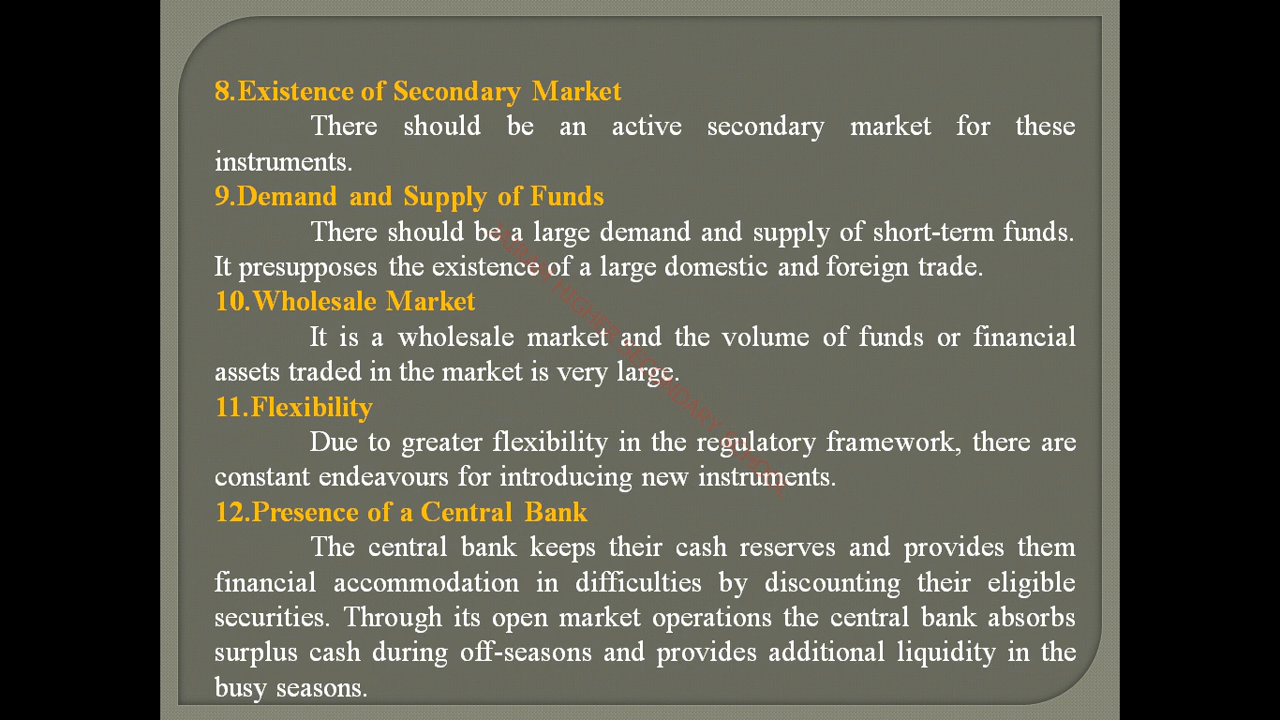 8.Existence of Secondary Market
There should be an active secondary market for these
instruments.
9.Demand and Supply of Funds
There should be a large demand and supply of short-term funds.
It presupposes the existence of a large domestic and foreign trade.
10.Wholesale Market
It is a wholesale market and the volume of funds or financial
assets traded in the market is very large.
11.Flexibility
Due to greater flexibility in the regulatory framework, there are
constant endeavours for introducing new instruments.
12.Presence of a Central Bank
The central bank keeps their cash reserves and provides them
financial accommodation in difficulties by discounting their eligible
securities. Through its open market operations the central bank absorbs
surplus cash during off-seasons and provides additional liquidity in the
busy seasons.
HIGHER SECONDARY SCHOOL